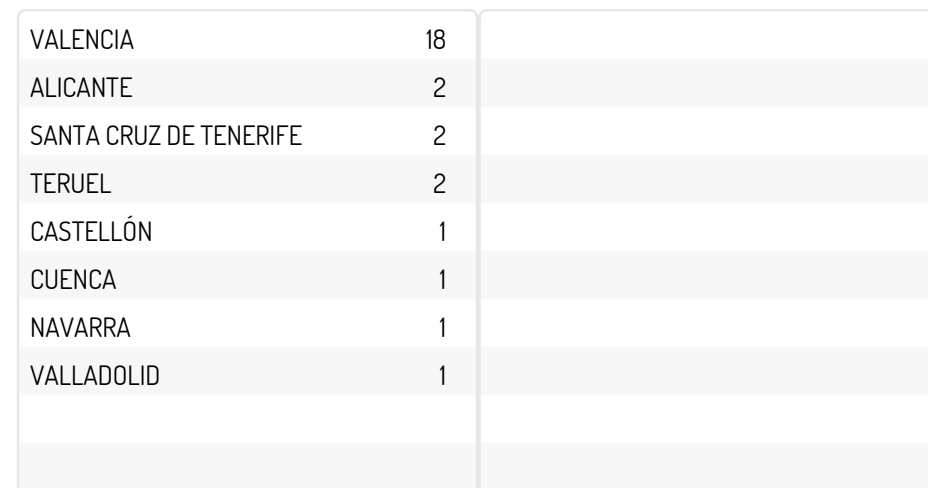 VALENCIA 18
ALICANTE 2
SANTA CRUZ DE TENERIFE 2
TERUEL 2
CASTELLÓN 1
CUENCA 1
NAVARRA 1
VALLADOLID 1